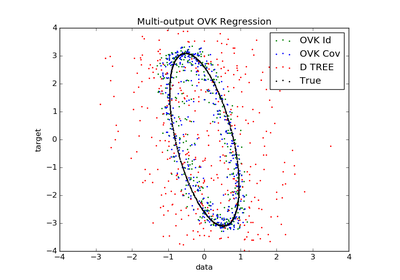 Multi-output OVK Regression
OVK Id
OVK Cov
D TREE
True
target
4
3
2
1
0
−1
−2
−3
−4
−4 −3 −2 −1 0 1 2 3 4
data